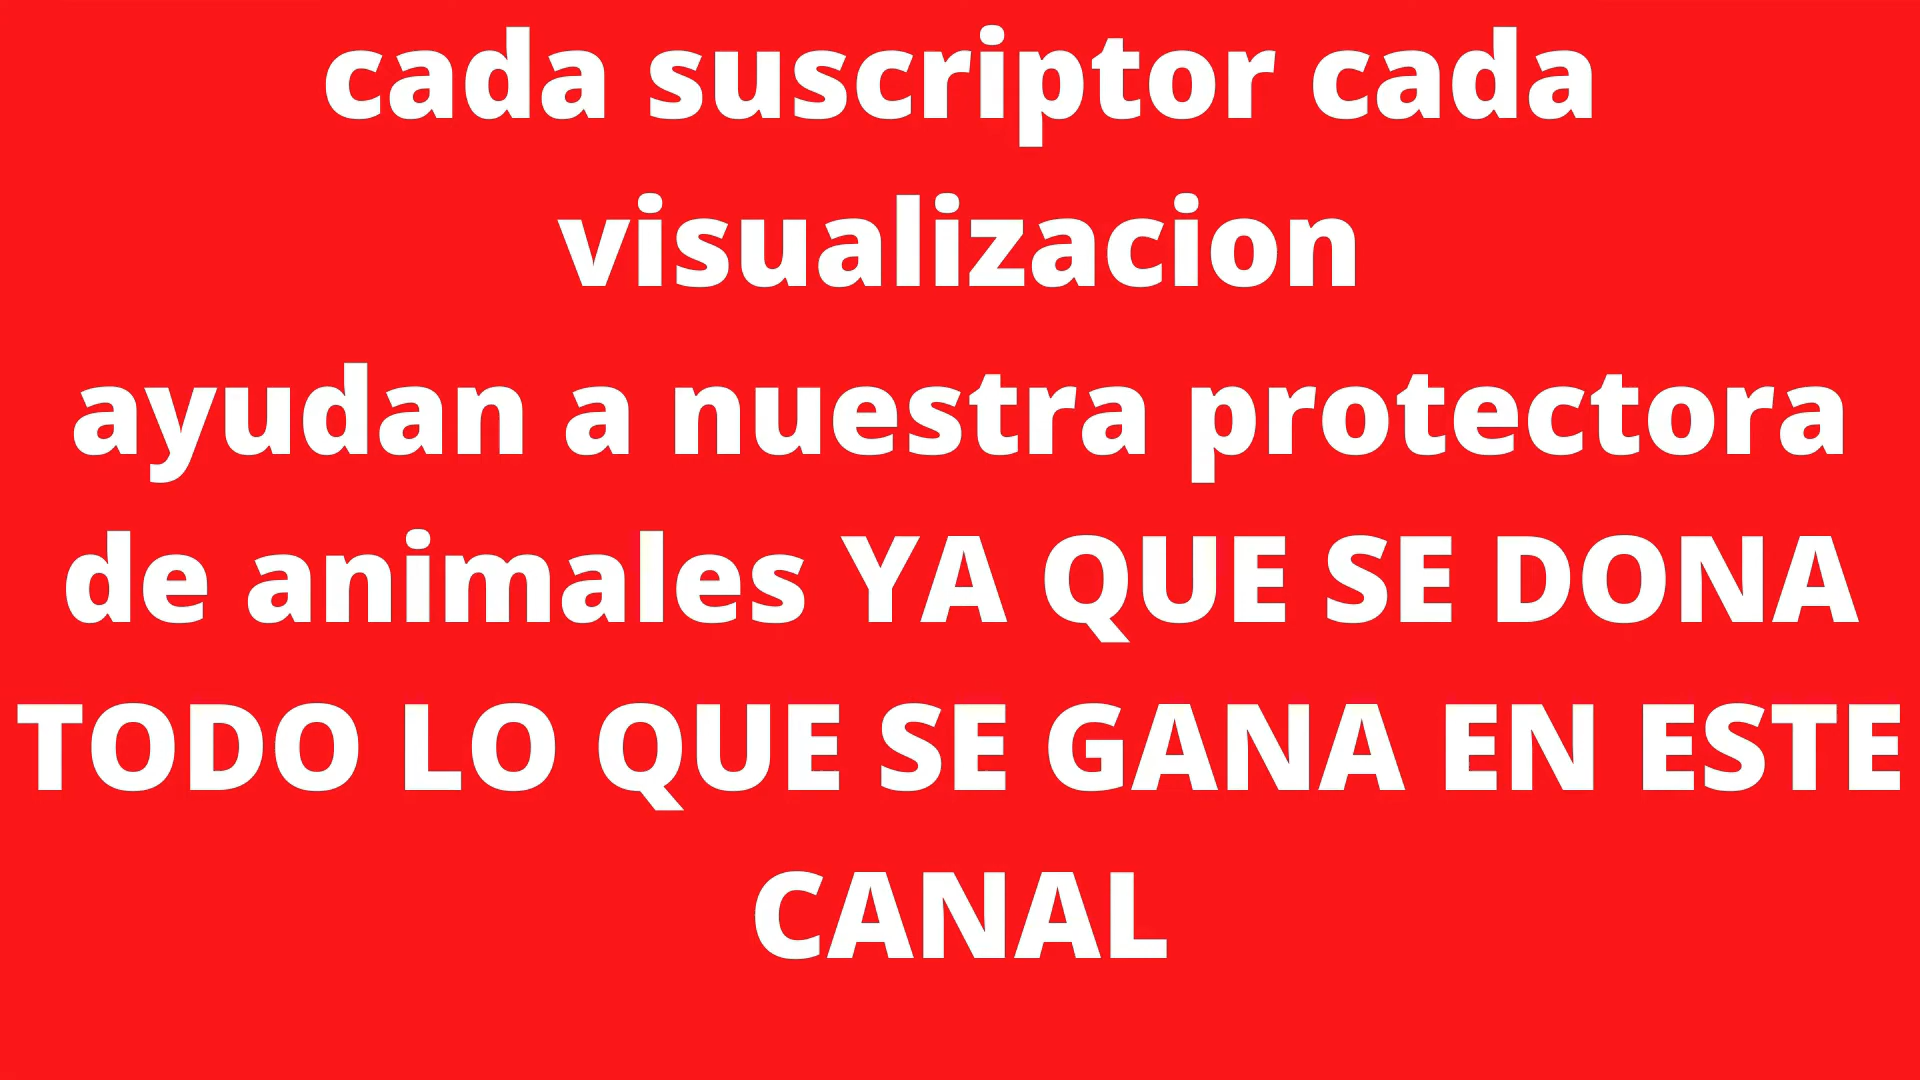 cada suscriptor cada
visualizacion
ayudan a nuestra protectora
de animales YA QUE SE DONA
TODO LO QUE SE GANA EN ESTE
CANAL